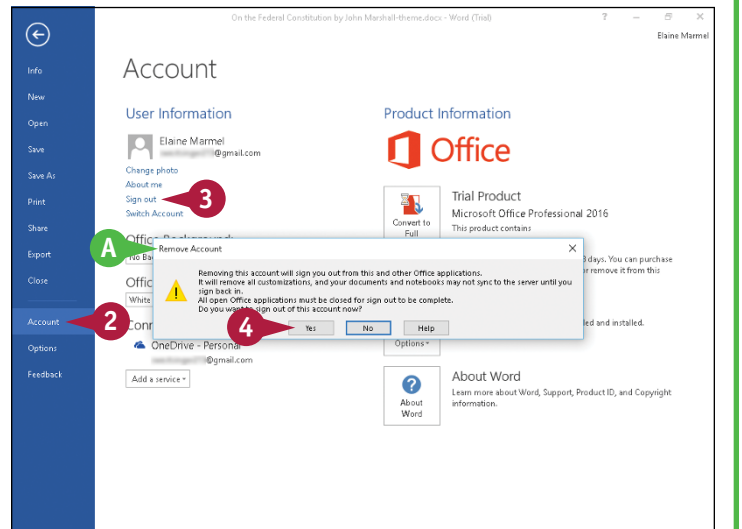 On the Federal Constitution by John Marshall-theme.docx - Word (Trial)
?
Elaine Marmel
Info
New
Open
Save
Save As
Print
Share
Export
Close
Account
Options
Feedback
Account
User Information
Elaine Marmel
@gmail.com
Change photo
About me
Sign out
3
Switch Account
Office Background:
No Ba
Offic
White
Conn
OneDrive - Personal
@gmail.com
Add a service
2
Product Information
Office
Convert to
Full
Trial Product
Microsoft Office Professional 2016
This product contains
days. You can purchase
or remove it from this
led and installed.
Options
About
Word
About Word
Learn more about Word, Support, Product ID, and Copyright
information.
A
Remove Account
Removing this account will sign you out from this and other Office applications.
It will remove all customizations, and your documents and notebooks may not sync to the server until you
sign back in.
All open Office applications must be closed for sign out to be complete.
Do you want to sign out of this account now?
4
Yes
No
Help